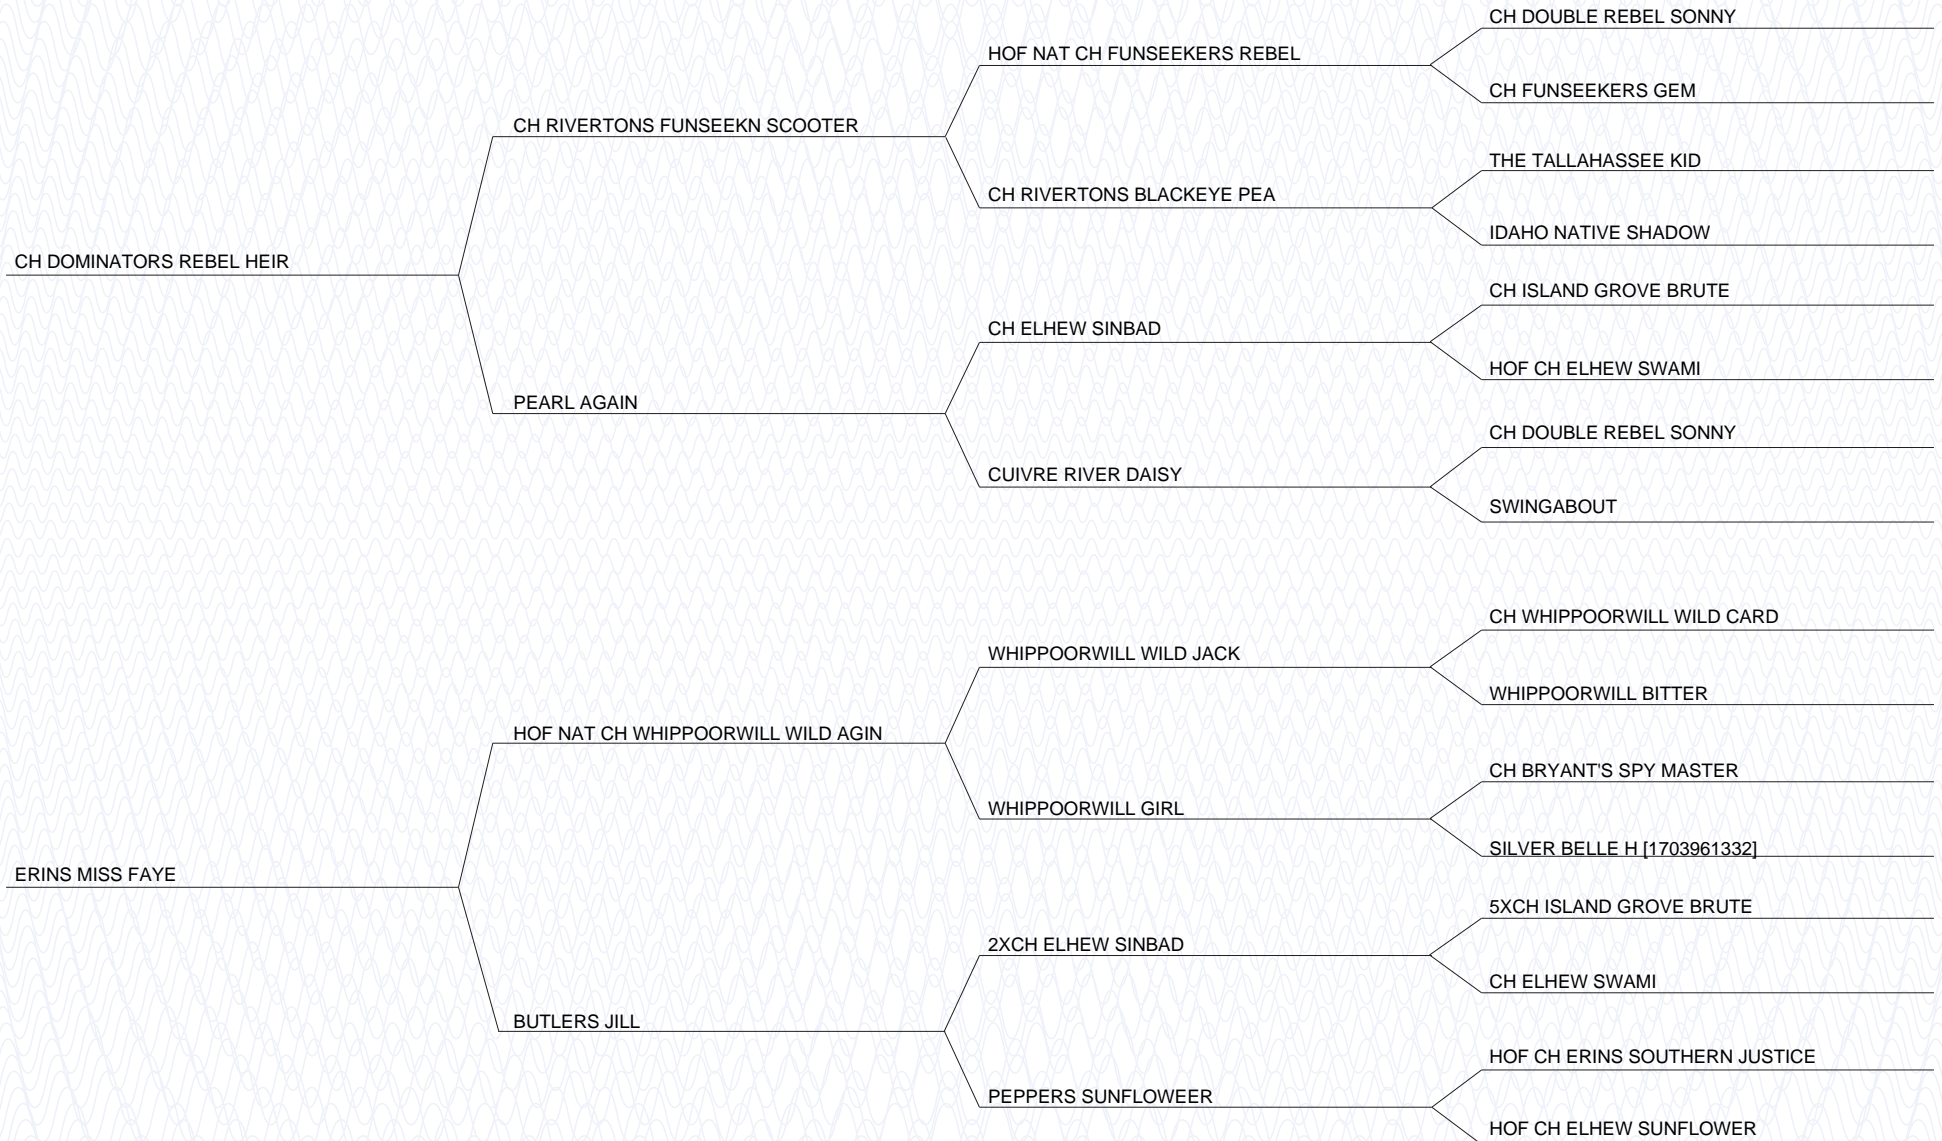 CH DOUBLE REBEL SONNY
HOF NAT CH FUNSEEKERS REBEL
CH FUNSEEKERS GEM
CH RIVERTONS FUNSEEKN SCOOTER
THE TALLAHASSEE KID
CH RIVERTONS BLACKEYE PEA
IDAHO NATIVE SHADOW
CH DOMINATORS REBEL HEIR
CH ISLAND GROVE BRUTE
CH ELHEW SINBAD
HOF CH ELHEW SWAMI
PEARL AGAIN
CH DOUBLE REBEL SONNY
CUIVRE RIVER DAISY
SWINGABOUT
CH WHIPPOORWILL WILD CARD
WHIPPOORWILL WILD JACK
WHIPPOORWILL BITTER
HOF NAT CH WHIPPOORWILL WILD AGIN
CH BRYANT'S SPY MASTER
WHIPPOORWILL GIRL
SILVER BELLE H [1703961332]
ERINS MISS FAYE
5XCH ISLAND GROVE BRUTE
2XCH ELHEW SINBAD
CH ELHEW SWAMI
BUTLERS JILL
HOF CH ERINS SOUTHERN JUSTICE
PEPPERS SUNFLOWEER
HOF CH ELHEW SUNFLOWER